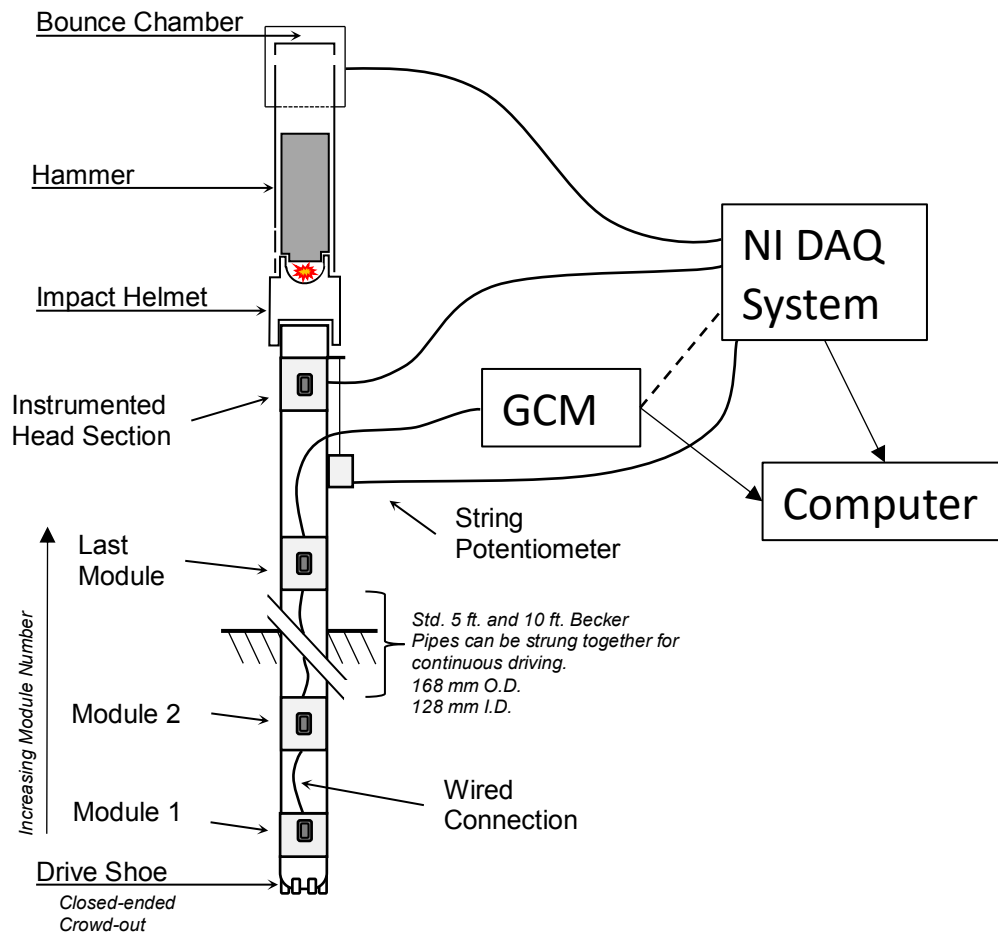 Bounce Chamber
Hammer
Impact Helmet
NI DAQ
System
Instrumented
Head Section
GCM
Computer
String
Potentiometer
Last
Module
Std. 5 ft. and 10 ft. Becker
Pipes can be strung together for
continuous driving.
168 mm O.D.
128 mm I.D.
Increasing Module Number
Module 2
Wired
Connection
Module 1
Drive Shoe
Closed-ended
Crowd-out